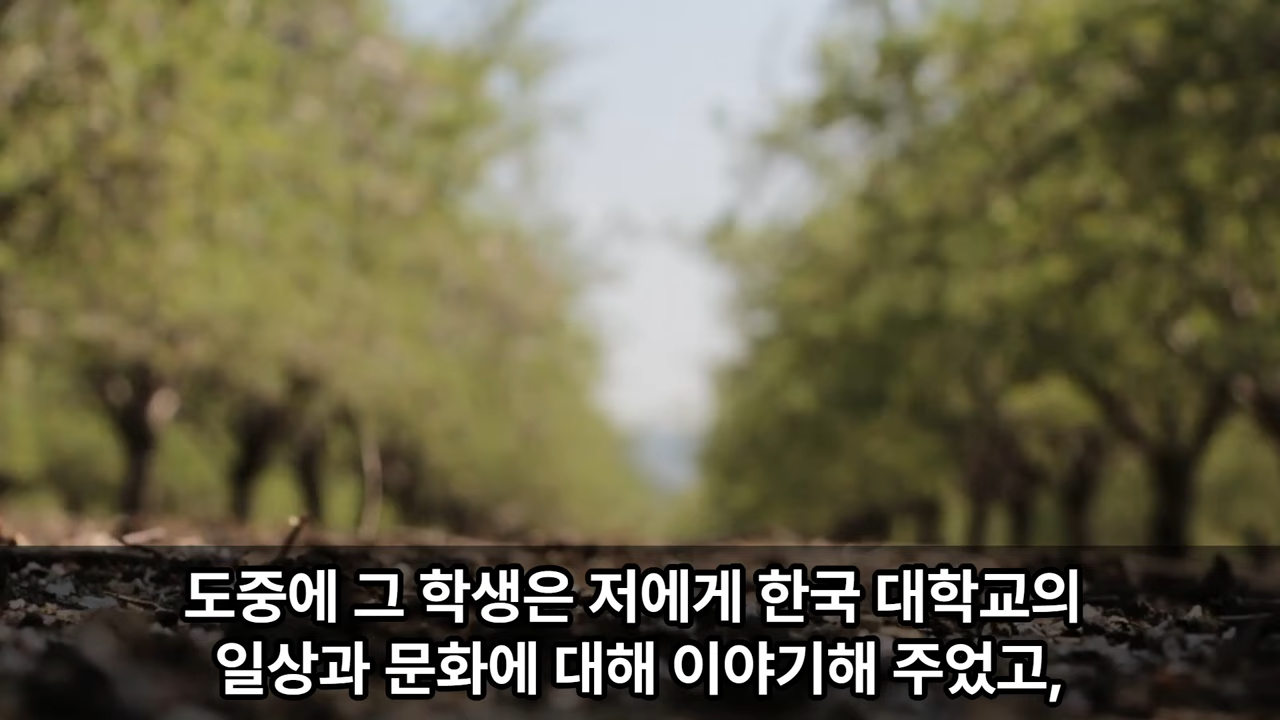 도중에 그 학생은 저에게 한국 대학교의
일상과 문화에 대해 이야기해 주었고,